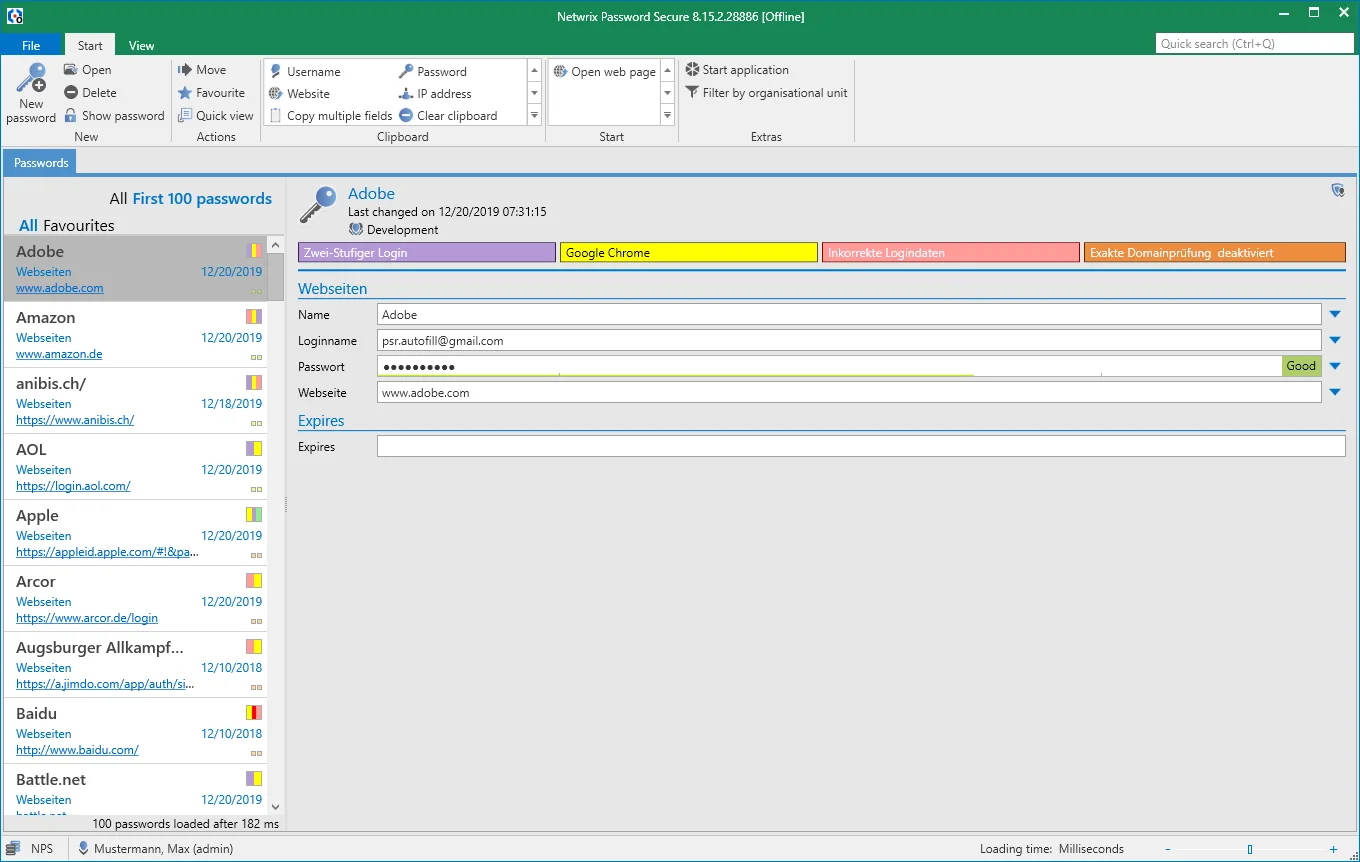 Netwrix Password Secure 8.15.2.28886 [Offline]
File Start View
Quick search (Ctrl+Q)
New password
Open
Delete
Show password
New
Move
Favourite
Quick view
Actions
Username Password
Website IP address
Copy multiple fields Clear clipboard
Clipboard
Open web page
Start
Start application
Filter by organisational unit
Extras
Passwords
All First 100 passwords
All Favourites
Adobe
Webseiten 12/20/2019
www.adobe.com
Amazon
Webseiten 12/20/2019
www.amazon.de
anibis.ch/
Webseiten 12/18/2019
https://www.anibis.ch/
AOL
Webseiten 12/20/2019
https://login.aol.com/
Apple
Webseiten 12/20/2019
https://appleid.apple.com/#!&pa...
Arcor
Webseiten 12/20/2019
https://www.arcor.de/login
Augsburger Allkampf...
Webseiten 12/10/2018
https://a.jimdo.com/app/auth/si...
Baidu
Webseiten 12/10/2018
http://www.baidu.com/
Battle.net
Webseiten 12/20/2019
100 passwords loaded after 182 ms
Adobe
Last changed on 12/20/2019 07:31:15
Development
Zwei-Stufiger Login
Google Chrome
Inkorrekte Logindaten
Exakte Domainprüfung deaktiviert
Webseiten
Name Adobe
Loginname psr.autofill@gmail.com
Passwort ●●●●●●●●●● Good
Webseite www.adobe.com
Expires
Expires
NPS
Mustermann, Max (admin)
Loading time: Milliseconds
- +